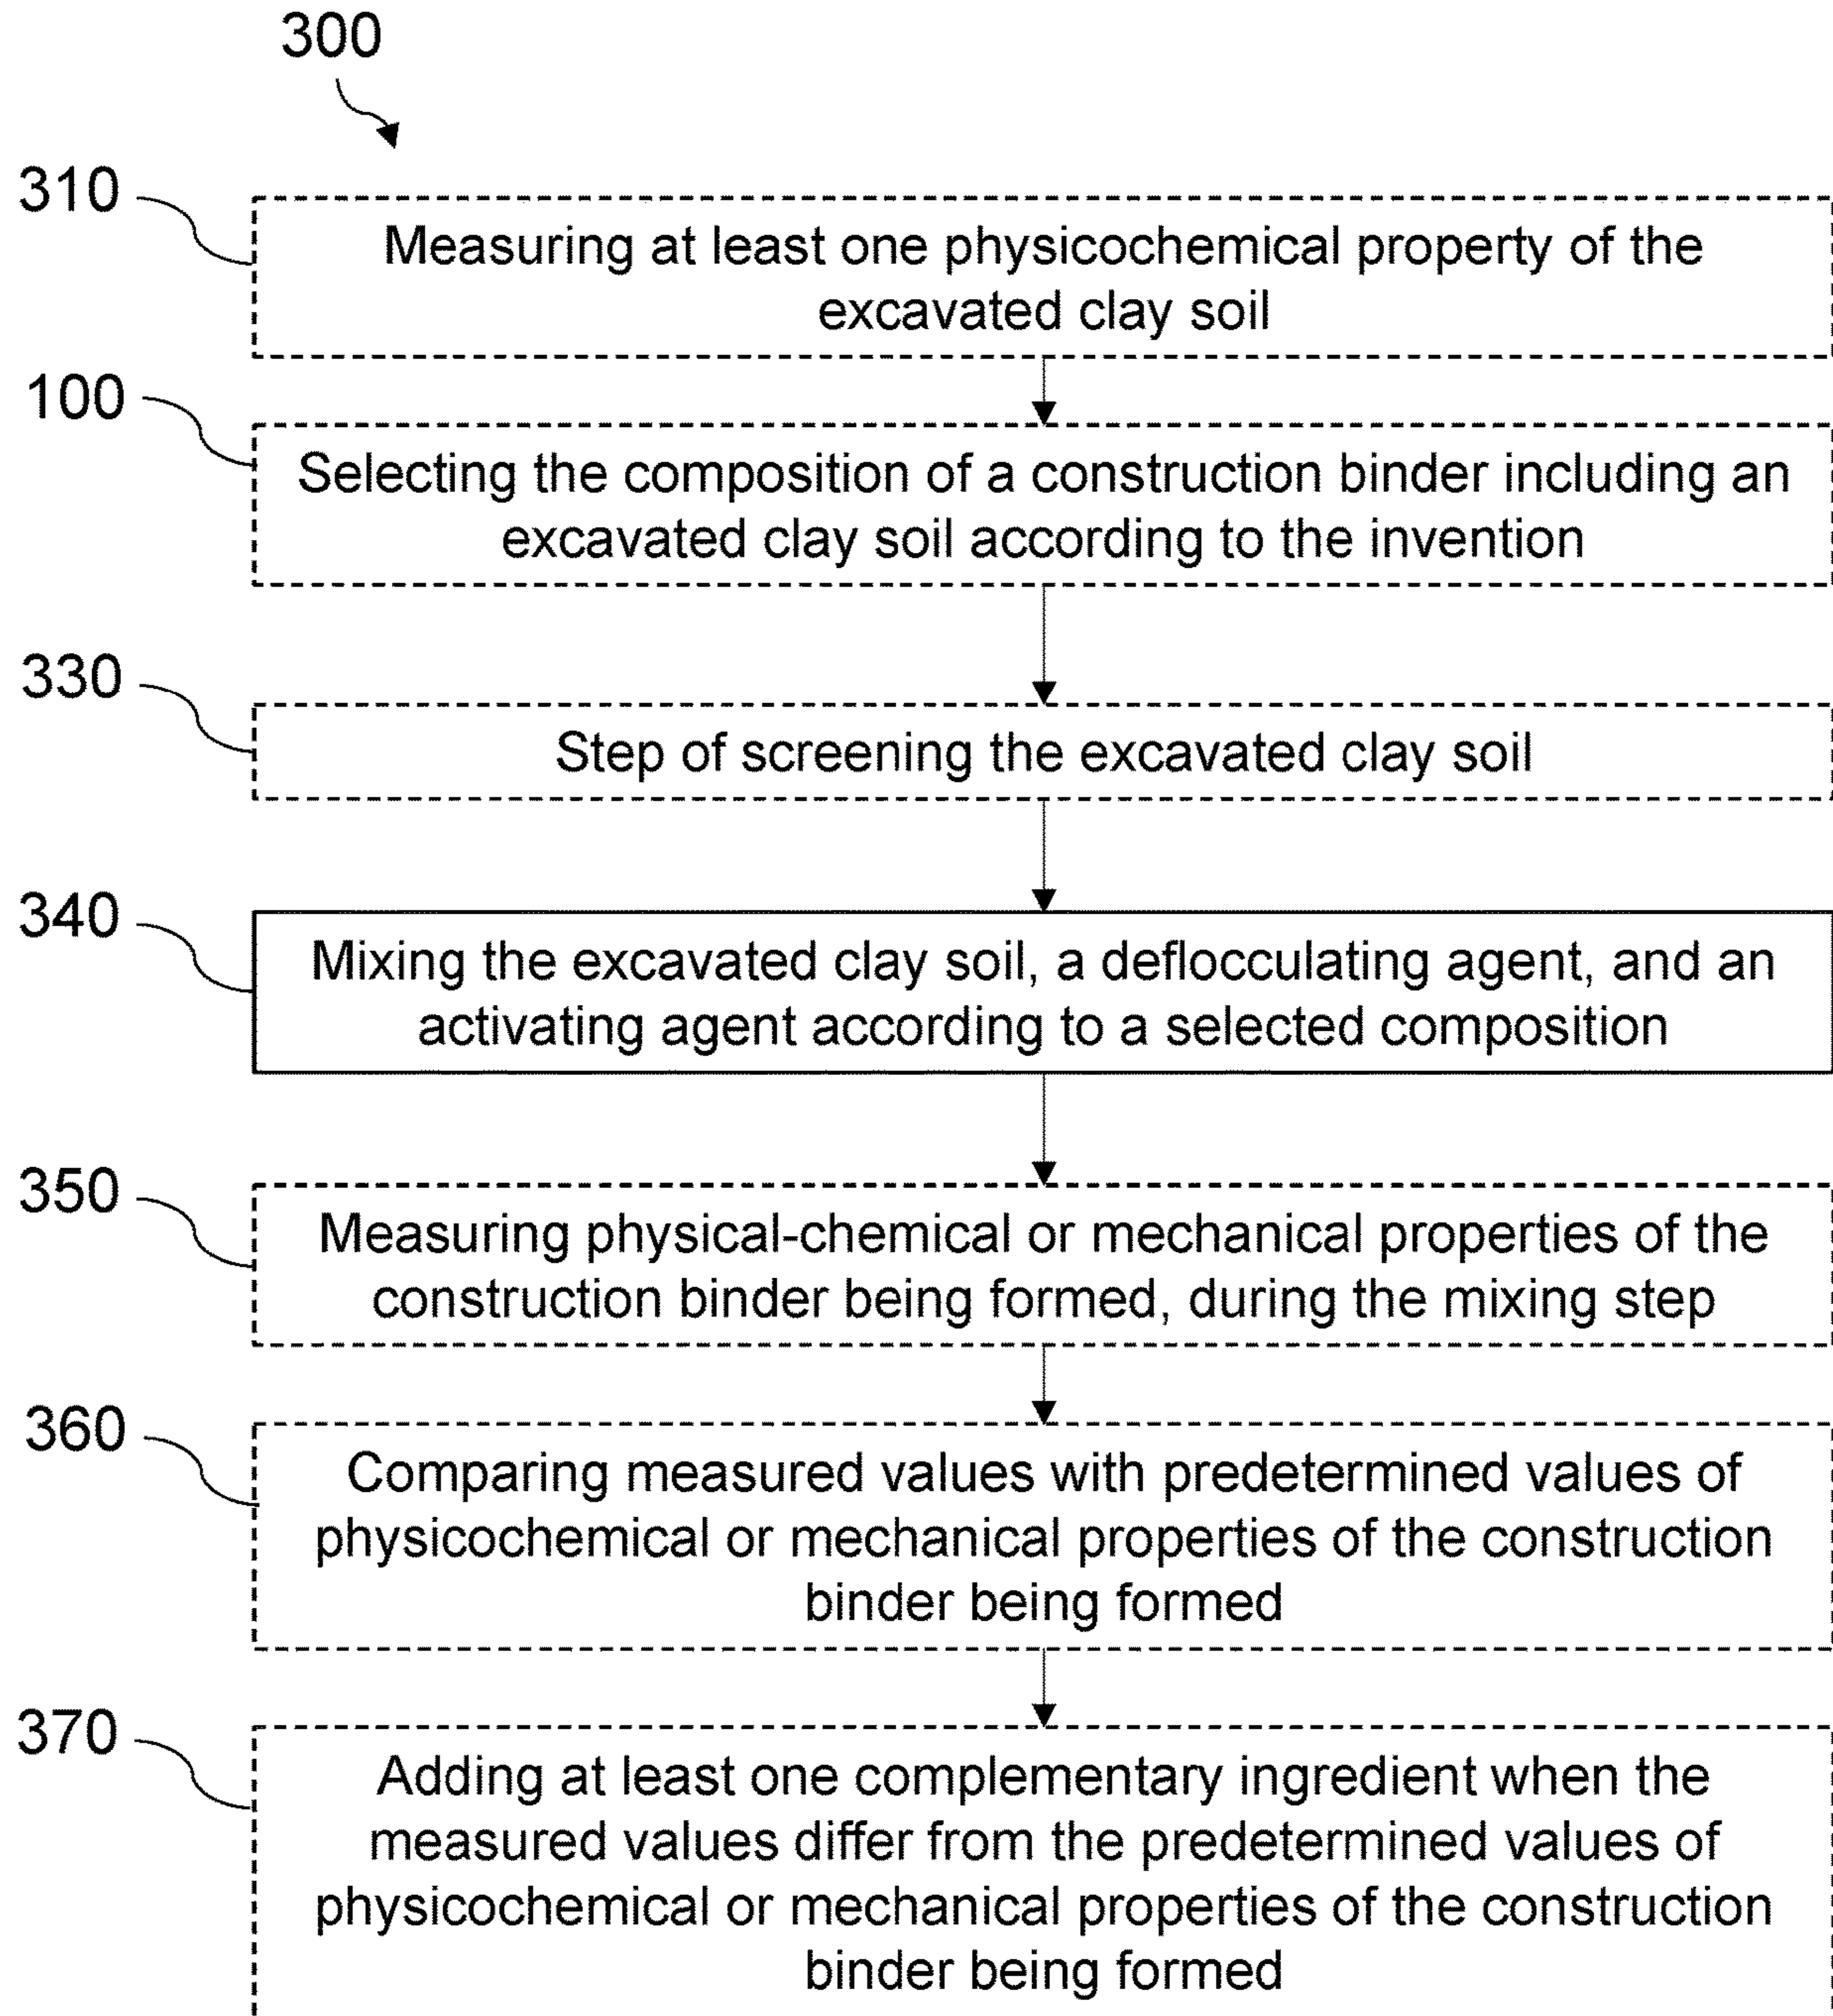 300
310
Measuring at least one physicochemical property of the
excavated clay soil
100
Selecting the composition of a construction binder including an
excavated clay soil according to the invention
330
Step of screening the excavated clay soil
340
Mixing the excavated clay soil, a deflocculating agent, and an
activating agent according to a selected composition
350
Measuring physical-chemical or mechanical properties of the
construction binder being formed, during the mixing step
360
Comparing measured values with predetermined values of
physicochemical or mechanical properties of the construction
binder being formed
370
Adding at least one complementary ingredient when the
measured values differ from the predetermined values of
physicochemical or mechanical properties of the construction
binder being formed